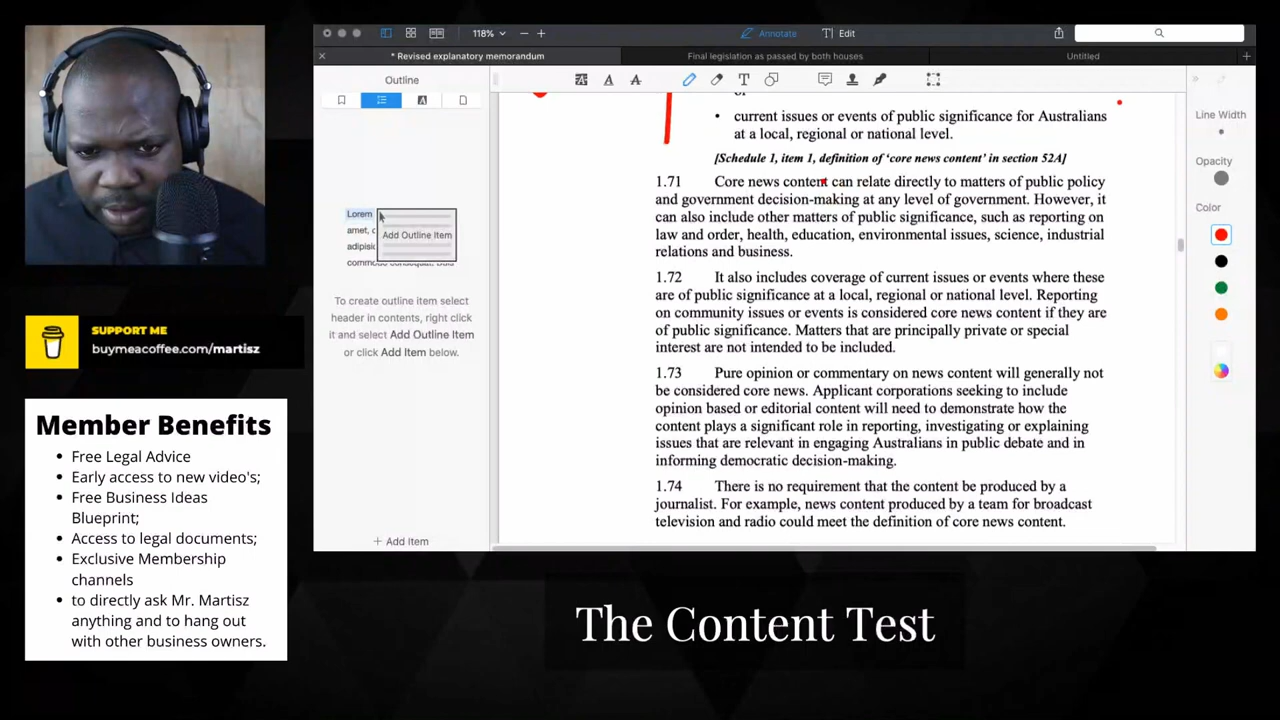 118%
Annotate
Edit
* Revised explanatory memorandum
Final legislation as passed by both houses
Untitled
Outline
Lorem
amet, c
adipisi
Add Outline Item
To create outline item select
header in contents, right click
it and select Add Outline Item
or click Add Item below.
+ Add Item
or
• current issues or events of public significance for Australians
at a local, regional or national level.
[Schedule 1, item 1, definition of ‘core news content’ in section 52A]
1.71 Core news content can relate directly to matters of public policy
and government decision-making at any level of government. However, it
can also include other matters of public significance, such as reporting on
law and order, health, education, environmental issues, science, industrial
relations and business.
1.72 It also includes coverage of current issues or events where these
are of public significance at a local, regional or national level. Reporting
on community issues or events is considered core news content if they are
of public significance. Matters that are principally private or special
interest are not intended to be included.
1.73 Pure opinion or commentary on news content will generally not
be considered core news. Applicant corporations seeking to include
opinion based or editorial content will need to demonstrate how the
content plays a significant role in reporting, investigating or explaining
issues that are relevant in engaging Australians in public debate and in
informing democratic decision-making.
1.74 There is no requirement that the content be produced by a
journalist. For example, news content produced by a team for broadcast
television and radio could meet the definition of core news content.
Line Width
Opacity
Color
SUPPORT ME
buymeacoffee.com/martisz
Member Benefits
• Free Legal Advice
• Early access to new video's;
• Free Business Ideas
Blueprint;
• Access to legal documents;
• Exclusive Membership
channels
• to directly ask Mr. Martisz
anything and to hang out
with other business owners.
The Content Test